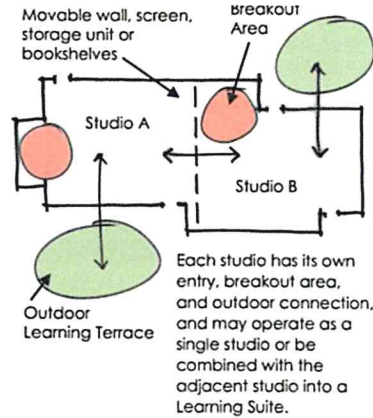 Movable wall, screen,
storage unit or
bookshelves
Breakout
Area
Studio A
Studio B
Outdoor
Learning Terrace
Each studio has its own
entry, breakout area,
and outdoor connection,
and may operate as a
single studio or be
combined with the
adjacent studio into a
Learning Suite.